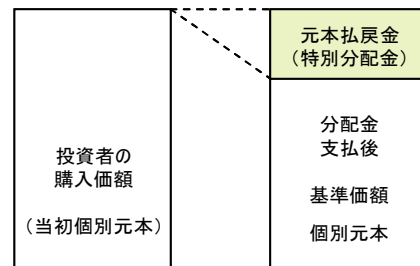 投資者の
購入価額
（当初個別元本）
元本払戻金
（特別分配金）
分配金
支払後
基準価額
個別元本